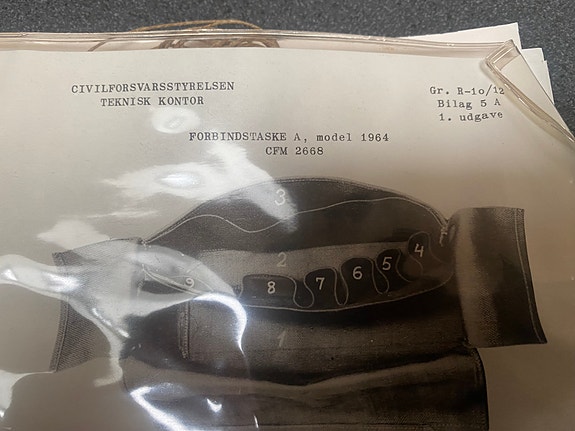 CIVILFORSVARSSTYRELSEN
TEKNISK KONTOR
Gr. R-10/12
Bilag 5 A
1. udgave
FORBINDSTASKE A, model 1964
CFM 2668
3
2
4
5
6
7
8
9
1